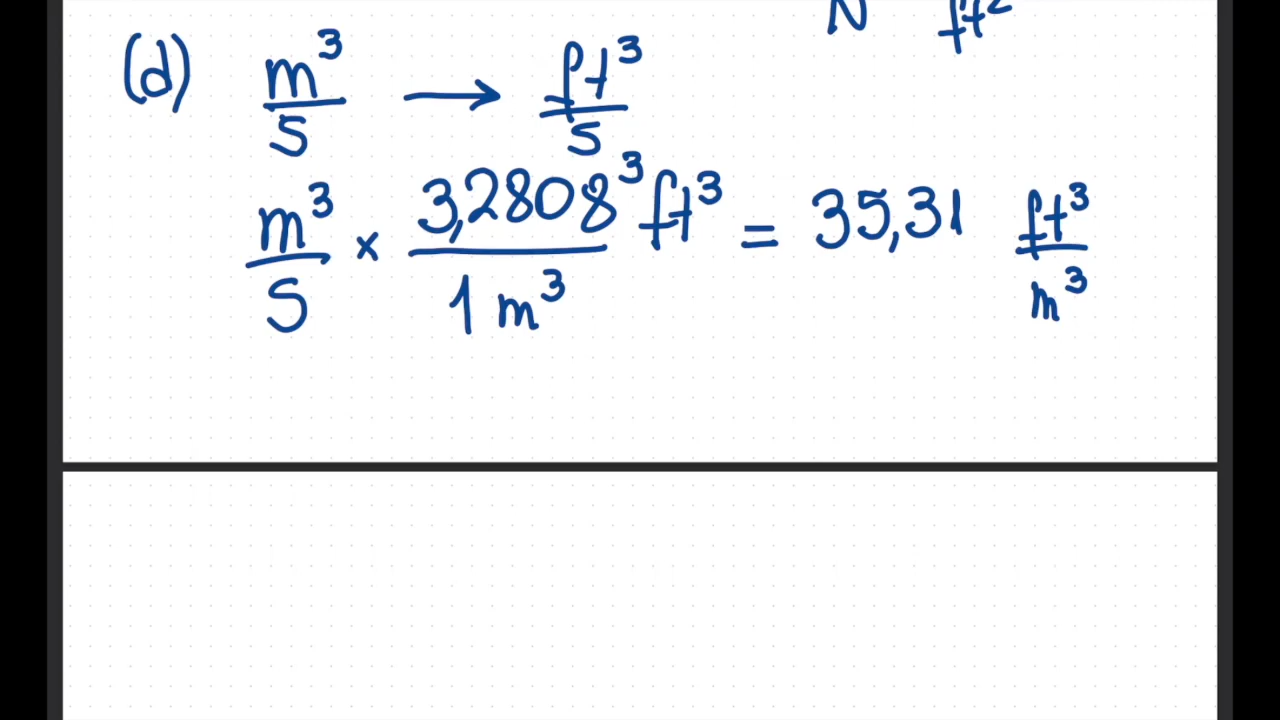 N ft²
(d) m³/s → ft³/s
m³/s × 3,2808³ ft³/1 m³ = 35,31 ft³/m³